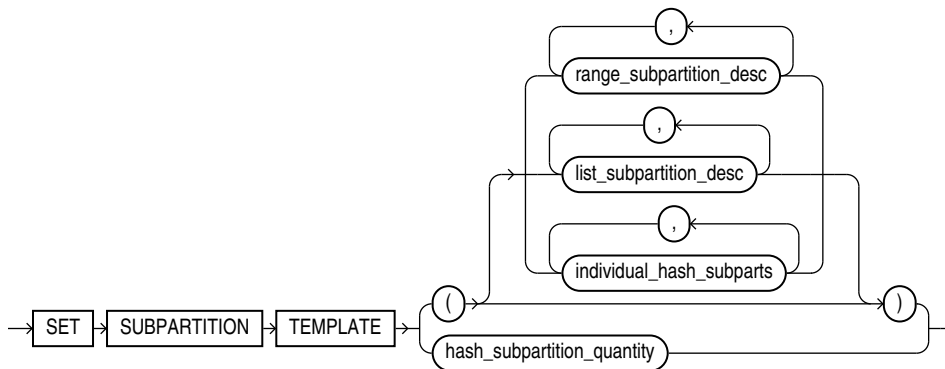 ,
range_subpartition_desc
,
list_subpartition_desc
,
individual_hash_subparts
SET SUBPARTITION TEMPLATE ( )
hash_subpartition_quantity